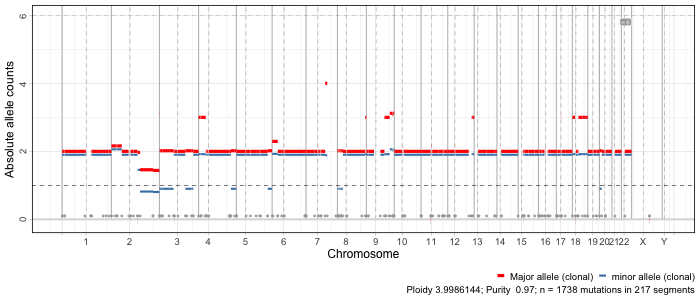 Absolute allele counts
6
4
2
0
1 2 3 4 5 6 7 8 9 10 11 12 13 14 15 16 17 18 19 20 21 22 X Y
Chromosome
Major allele (clonal) minor allele (clonal)
Ploidy 3.9986144; Purity 0.97; n = 1738 mutations in 217 segments